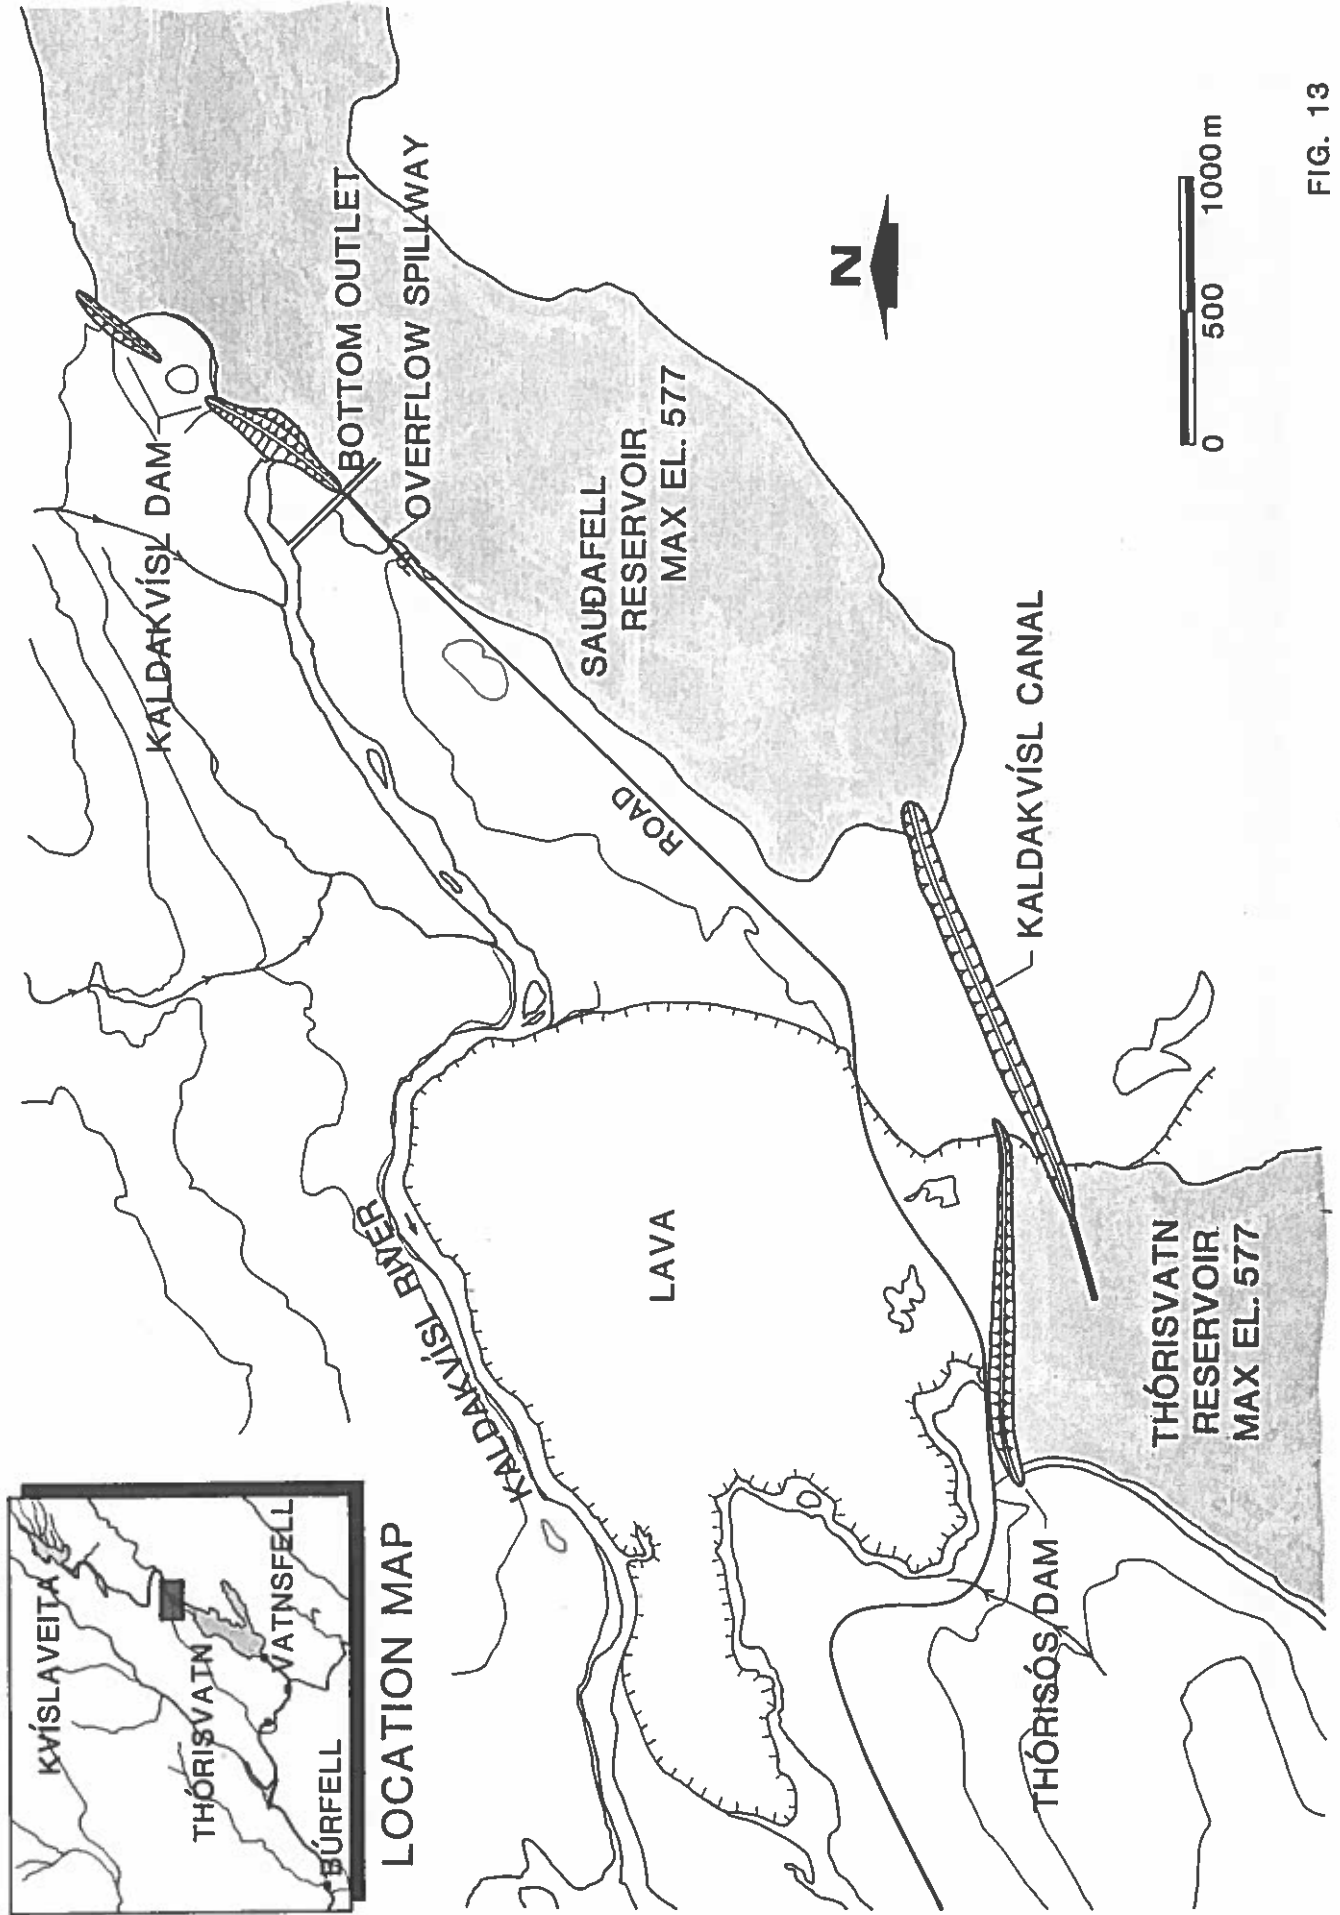 KVÍSLAVEITA
THÓRISVATN
VATNSFELL
BÚRFELL
LOCATION MAP
KALDAKVÍSL DAM
BOTTOM OUTLET
OVERFLOW SPILLWAY
KALDAKVÍSL RIVER
ROAD
LAVA
SAUÐAFELL
RESERVOIR
MAX EL. 577
N
KALDAKVÍSL CANAL
THÓRISÓS DAM
THÓRISVATN
RESERVOIR
MAX EL. 577
0 500 1000m
FIG. 13